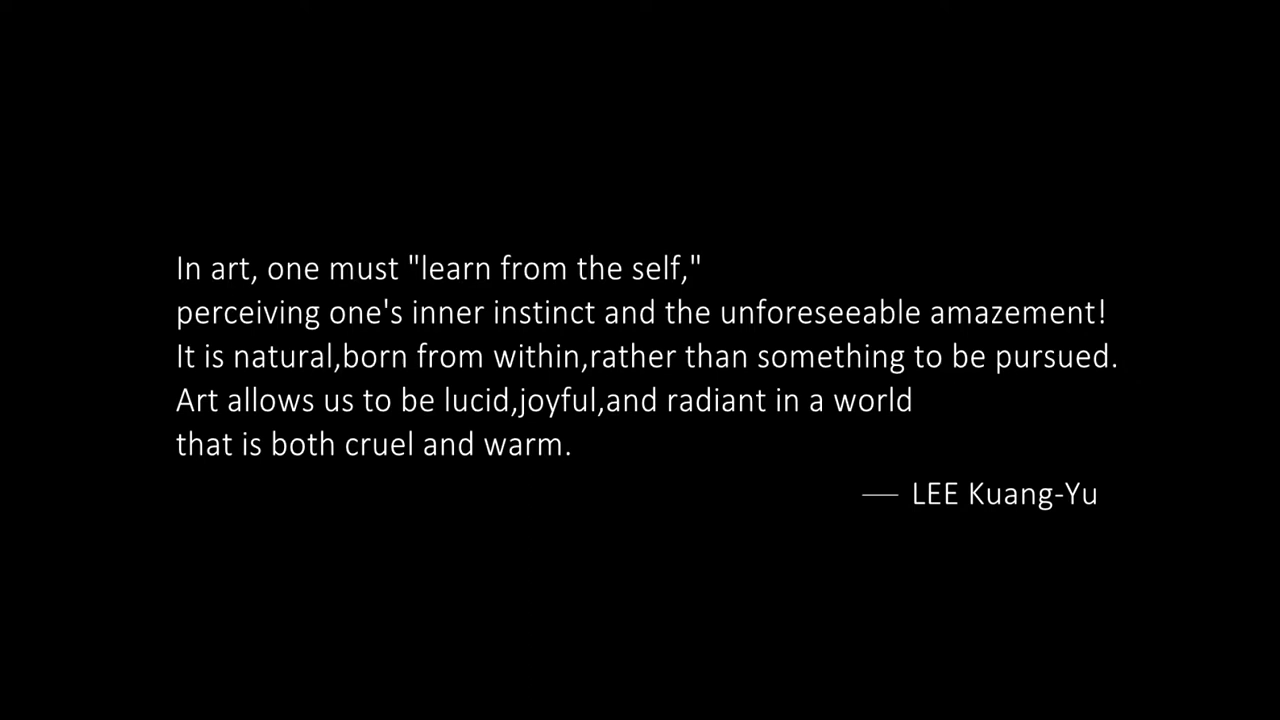 In art, one must "learn from the self,"
perceiving one's inner instinct and the unforeseeable amazement!
It is natural,born from within,rather than something to be pursued.
Art allows us to be lucid,joyful,and radiant in a world
that is both cruel and warm.
— LEE Kuang-Yu